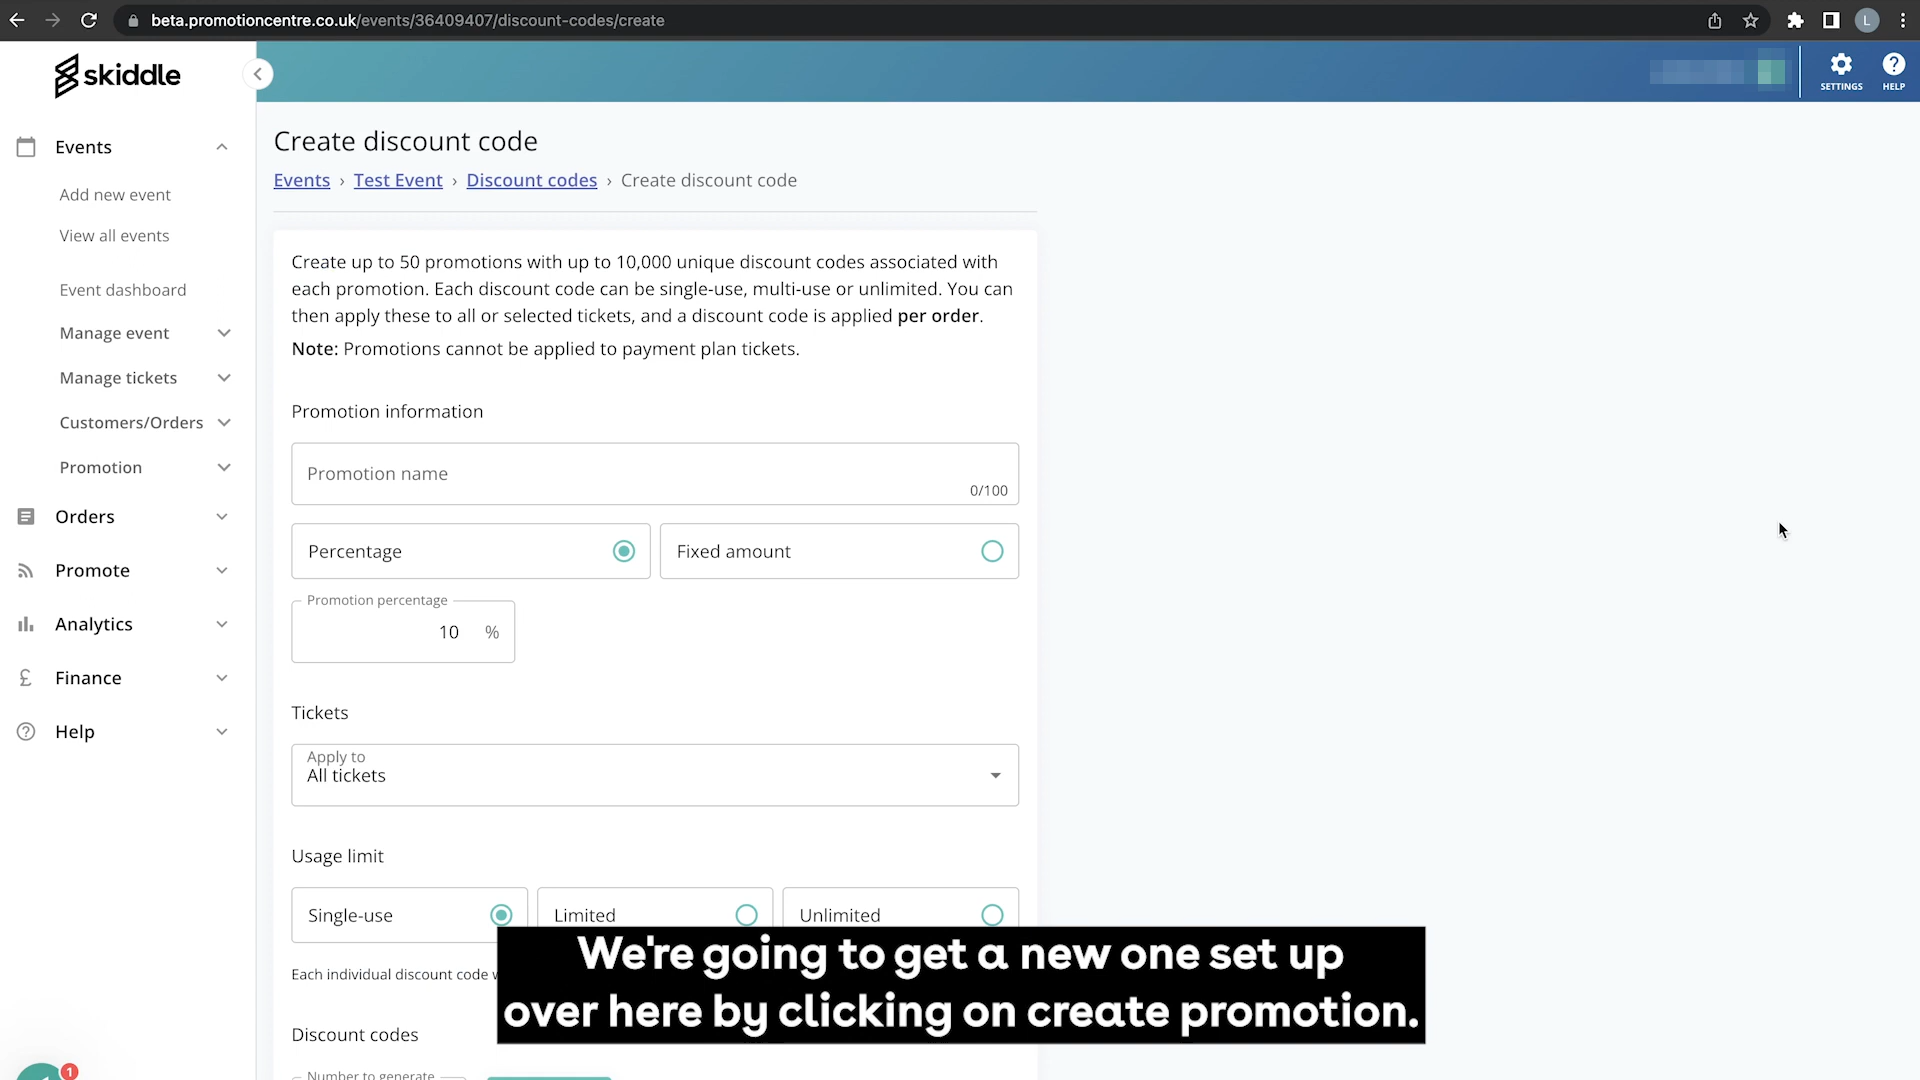 beta.promotioncentre.co.uk/events/36409407/discount-codes/create
L
skiddle
SETTINGS
HELP
Events
Add new event
View all events
Event dashboard
Manage event
Manage tickets
Customers/Orders
Promotion
Orders
Promote
Analytics
Finance
Help
1
Create discount code
Events › Test Event › Discount codes › Create discount code
Create up to 50 promotions with up to 10,000 unique discount codes associated with
each promotion. Each discount code can be single-use, multi-use or unlimited. You can
then apply these to all or selected tickets, and a discount code is applied per order.
Note: Promotions cannot be applied to payment plan tickets.
Promotion information
Promotion name
0/100
Percentage
Fixed amount
Promotion percentage
10 %
Tickets
Apply to
All tickets
Usage limit
Single-use
Limited
Unlimited
Each individual discount code
Discount codes
Number to generate
We're going to get a new one set up
over here by clicking on create promotion.